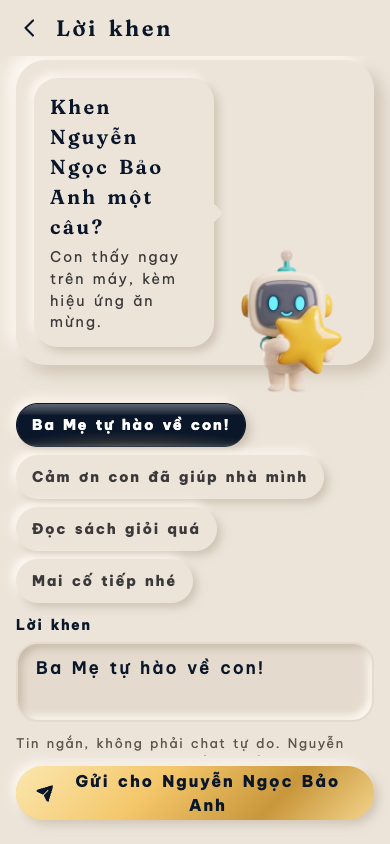 Lời khen
Khen
Nguyễn
Ngọc Bảo
Anh một
câu?
Con thấy ngay
trên máy, kèm
hiệu ứng ăn
mừng.
Ba Mẹ tự hào về con!
Cảm ơn con đã giúp nhà mình
Đọc sách giỏi quá
Mai cố tiếp nhé
Lời khen
Ba Mẹ tự hào về con!
Tin ngắn, không phải chat tự do. Nguyễn
Gửi cho Nguyễn Ngọc Bảo
Anh